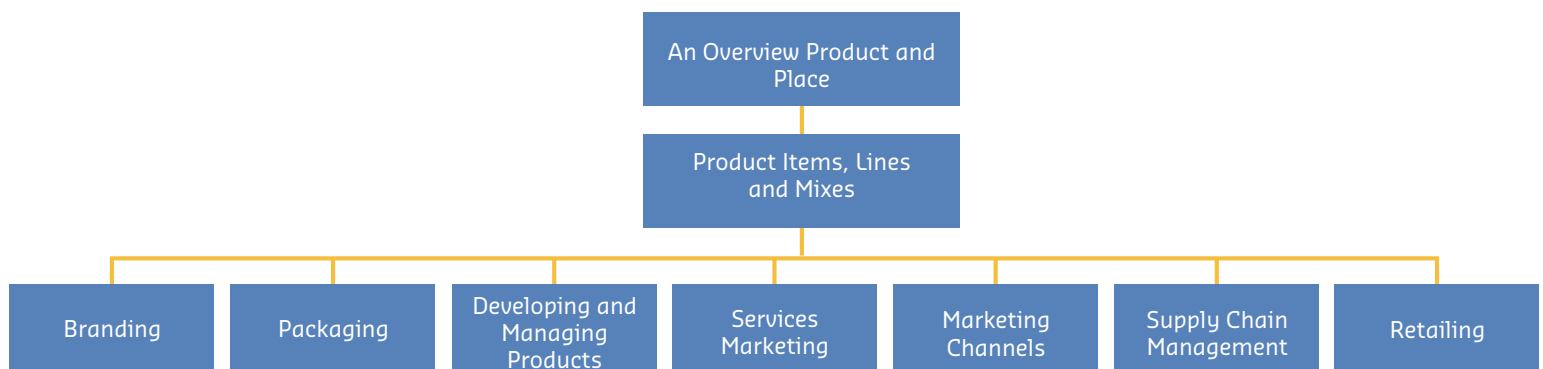 An Overview Product and
Place
Product Items, Lines
and Mixes
Branding
Packaging
Developing and
Managing
Products
Services
Marketing
Marketing
Channels
Supply Chain
Management
Retailing